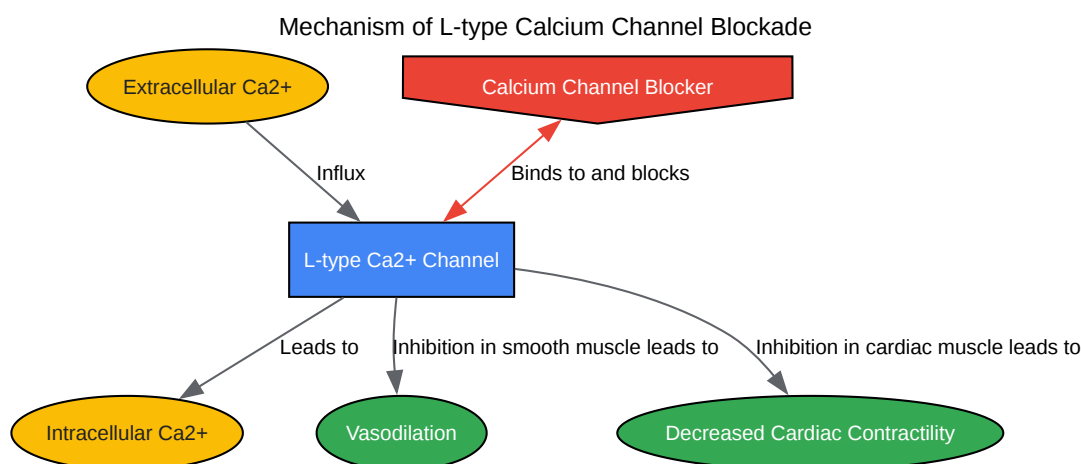 Mechanism of L-type Calcium Channel Blockade
Extracellular Ca2+
Calcium Channel Blocker
Influx
Binds to and blocks
L-type Ca2+ Channel
Leads to
Inhibition in smooth muscle leads to
Inhibition in cardiac muscle leads to
Intracellular Ca2+
Vasodilation
Decreased Cardiac Contractility